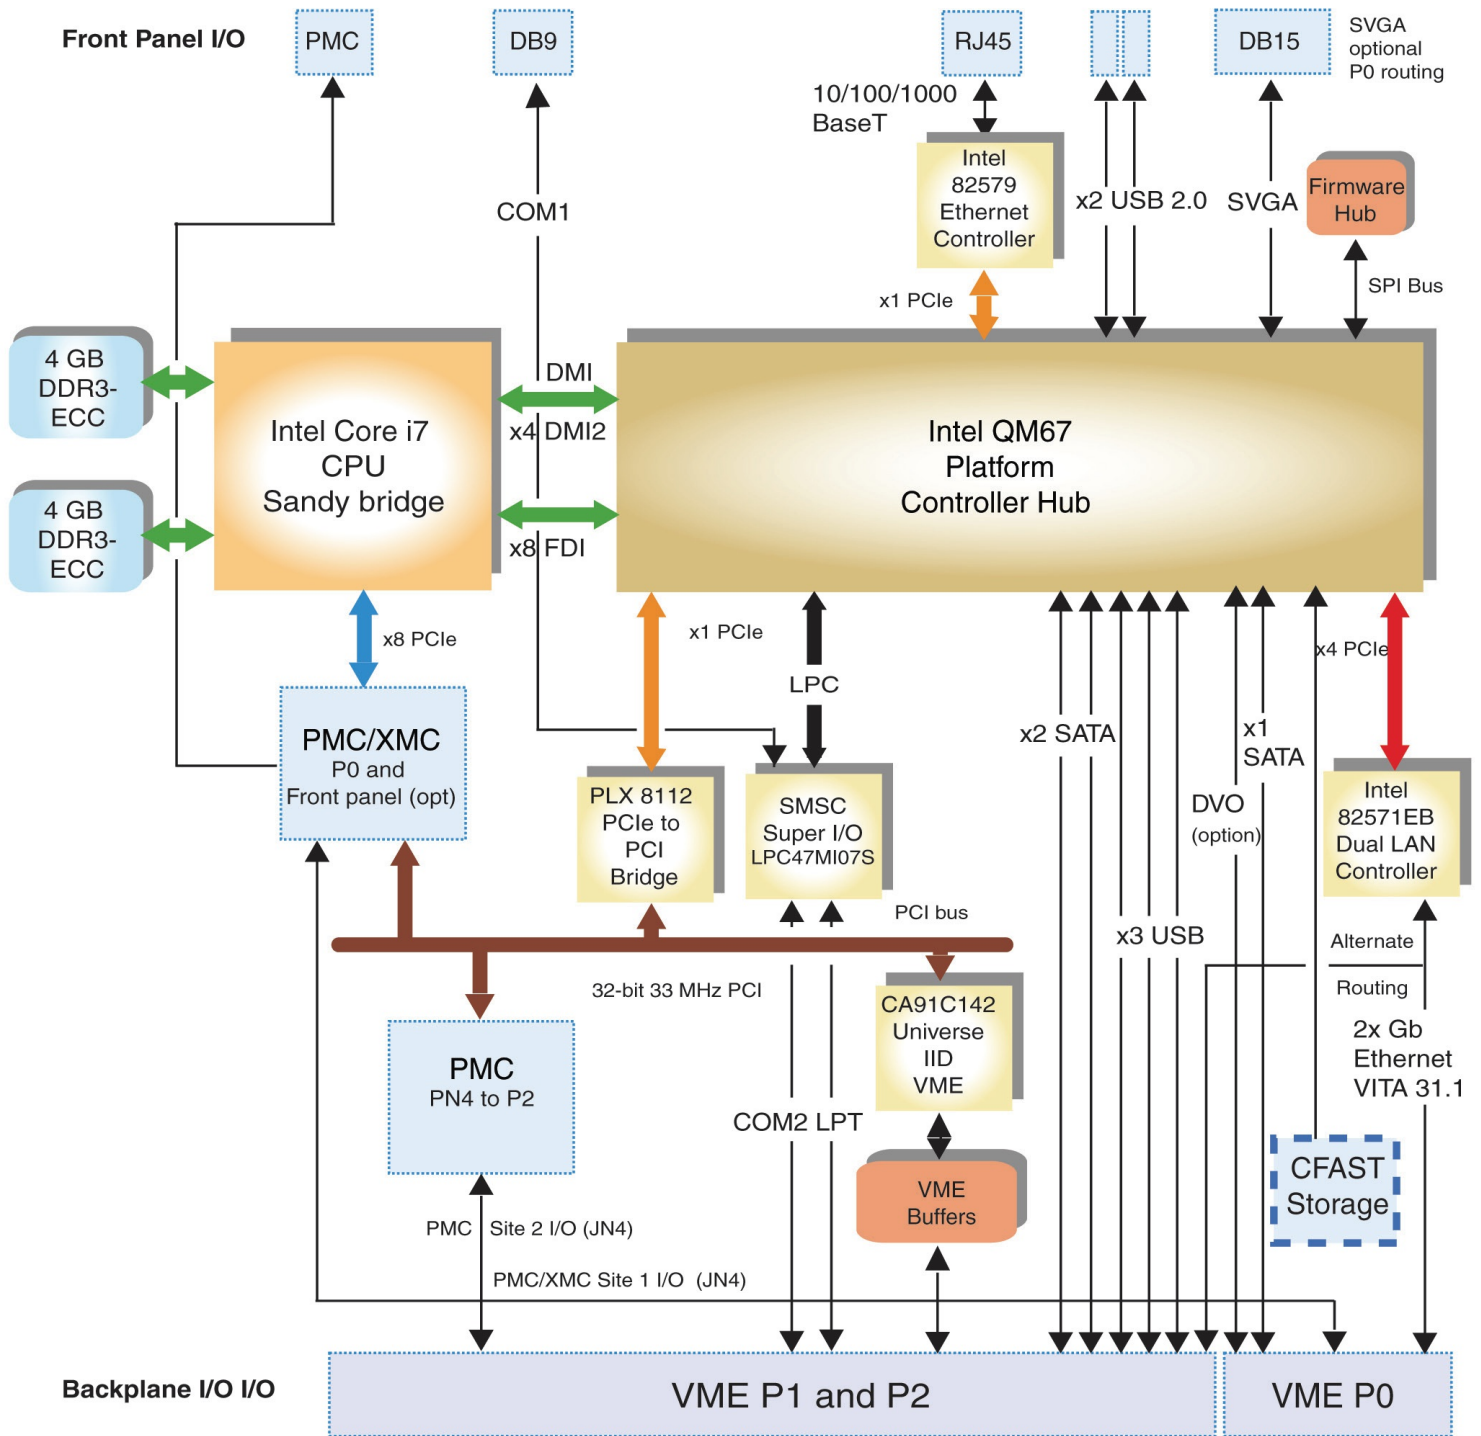 Front Panel I/O
PMC
DB9
RJ45
DB15
SVGA
optional
P0 routing
10/100/1000
BaseT
Intel
82579
Ethernet
Controller
COM1
x2 USB 2.0
SVGA
Firmware
Hub
x1 PCIe
SPI Bus
4 GB
DDR3-
ECC
4 GB
DDR3-
ECC
Intel Core i7
CPU
Sandy bridge
DMI
x4 DMI2
x8 FDI
Intel QM67
Platform
Controller Hub
x8 PCIe
x1 PCIe
LPC
x4 PCIe
PMC/XMC
P0 and
Front panel (opt)
PLX 8112
PCIe to
PCI
Bridge
SMSC
Super I/O
LPC47MI07S
x2 SATA
x1
SATA
DVO
(option)
Intel
82571EB
Dual LAN
Controller
PCI bus
x3 USB
Alternate
Routing
32-bit 33 MHz PCI
CA91C142
Universe
IID
VME
2x Gb
Ethernet
VITA 31.1
PMC
PN4 to P2
COM2 LPT
VME
Buffers
CFAST
Storage
PMC Site 2 I/O (JN4)
PMC/XMC Site 1 I/O (JN4)
Backplane I/O I/O
VME P1 and P2
VME P0